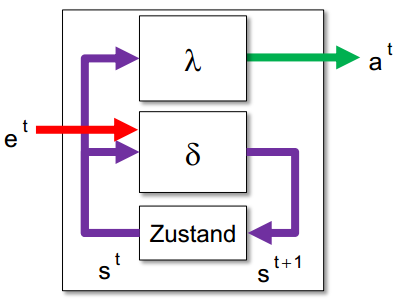 λ
a t
e t
δ
Zustand
s t
s t+1